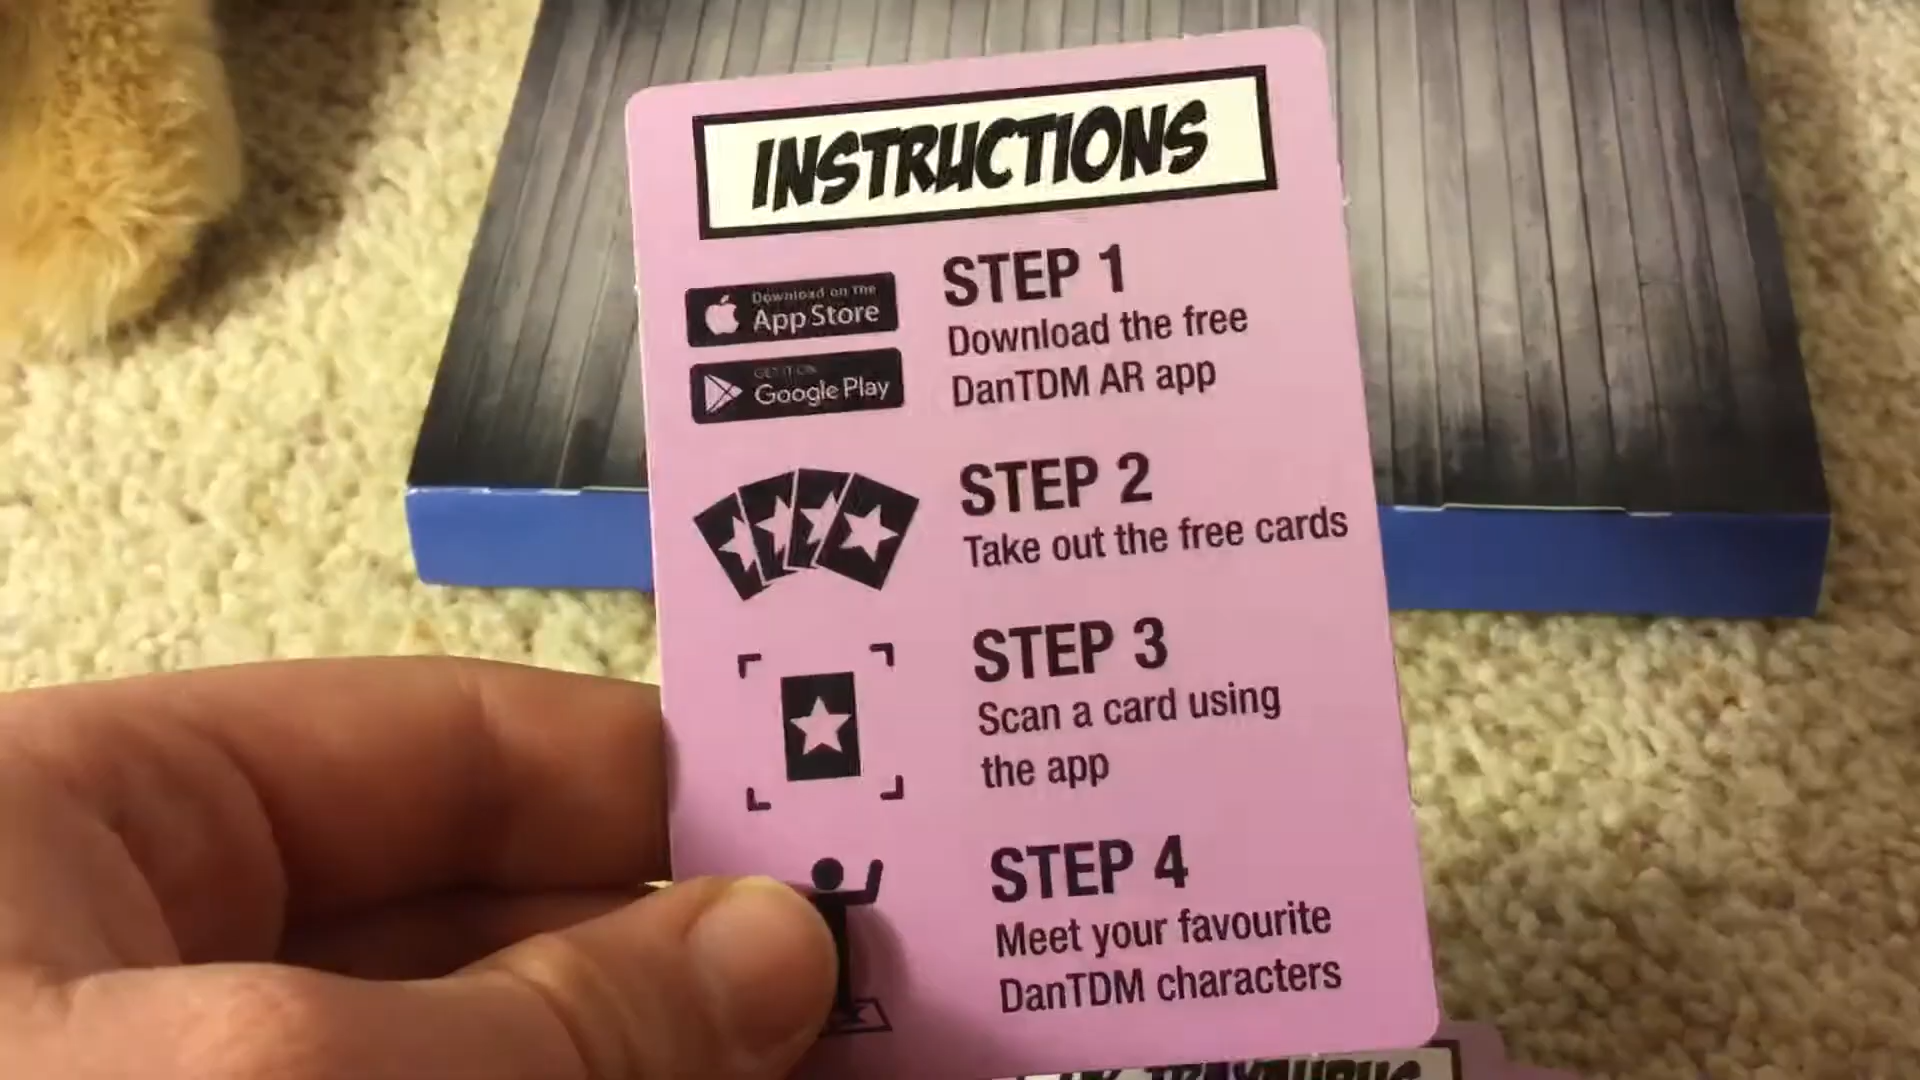 INSTRUCTIONS
Download on the
App Store
GET IT ON
Google Play
STEP 1
Download the free
DanTDM AR app
STEP 2
Take out the free cards
STEP 3
Scan a card using
the app
STEP 4
Meet your favourite
DanTDM characters